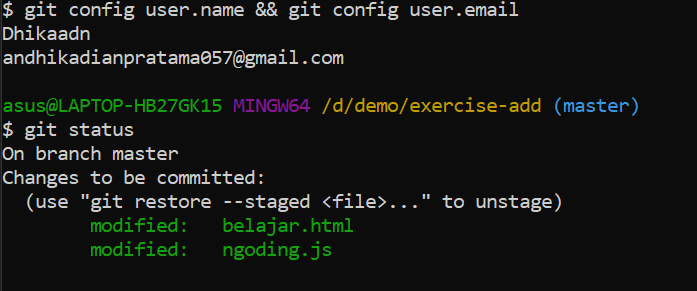 $ git config user.name && git config user.email
Dhikaadn
andhikadianpratama057@gmail.com
asus@LAPTOP-HB27GK15 MINGW64 /d/demo/exercise-add (master)
$ git status
On branch master
Changes to be committed:
(use "git restore --staged <file>..." to unstage)
modified: belajar.html
modified: ngoding.js